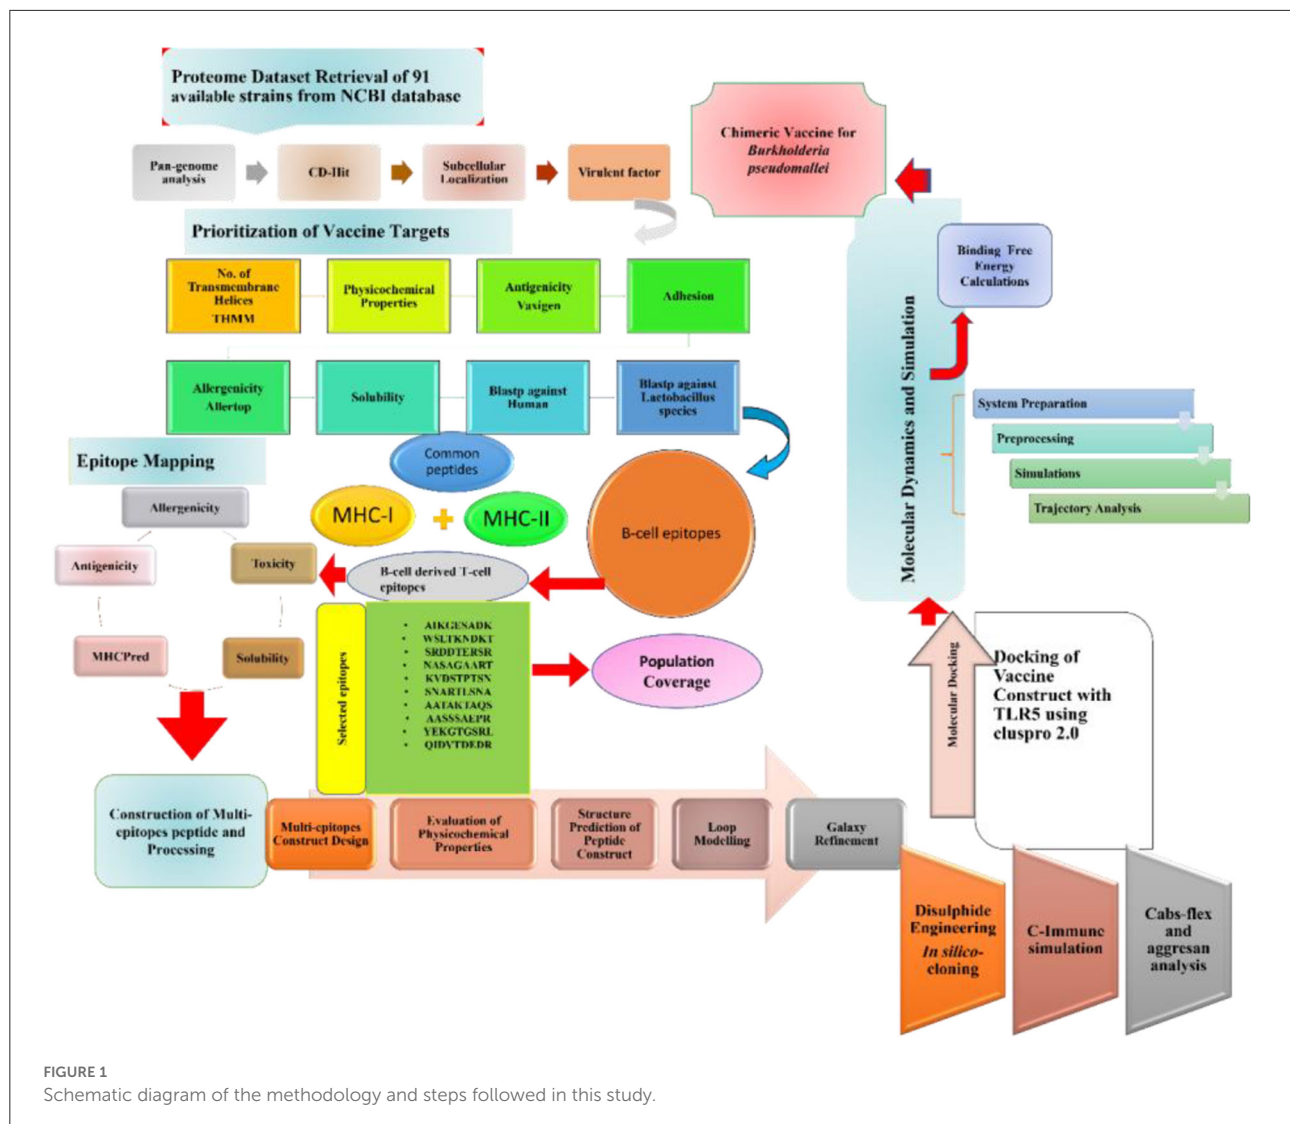 Proteome Dataset Retrieval of 91
available strains from NCBI database
Pan-genome
analysis
CD-Hit
Subcellular
Localization
Virulent factor
Prioritization of Vaccine Targets
No. of
Transmembrane
Helices
THMM
Physicochemical
Properties
Antigenicity
Vaxigen
Adhesion
Allergenicity
Allertop
Solubility
Blastp against
Human
Blastp against
Lactobacillus
species
Epitope Mapping
Allergenicity
Antigenicity
Toxicity
MHCPred
Solubility
Common
peptides
MHC-I
+
MHC-II
B-cell epitopes
B-cell derived T-cell
epitopes
Selected epitopes
• AIKGESADK
• WSLTKNDKT
• SRDDTERSR
• NASAGAART
• KVDSTPTSN
• SNARTLSNA
• AATAKTAQS
• AASSSAEPR
• YEKGTGSRL
• QIDVTDEDR
Population
Coverage
Construction of Multi-
epitopes peptide and
Processing
Multi-epitopes
Construct Design
Evaluation of
Physicochemical
Properties
Structure
Prediction of
Peptide
Construct
Loop
Modelling
Galaxy
Refinement
Disulphide
Engineering
In silico-
cloning
C-Immune
simulation
Cabs-flex
and
aggresan
analysis
Molecular Docking
Docking of
Vaccine
Construct with
TLR5 using
cluspro 2.0
Molecular Dynamics and Simulation
System Preparation
Preprocessing
Simulations
Trajectory Analysis
Binding Free
Energy
Calculations
Chimeric Vaccine for
Burkholderia
pseudomallei
FIGURE 1
Schematic diagram of the methodology and steps followed in this study.